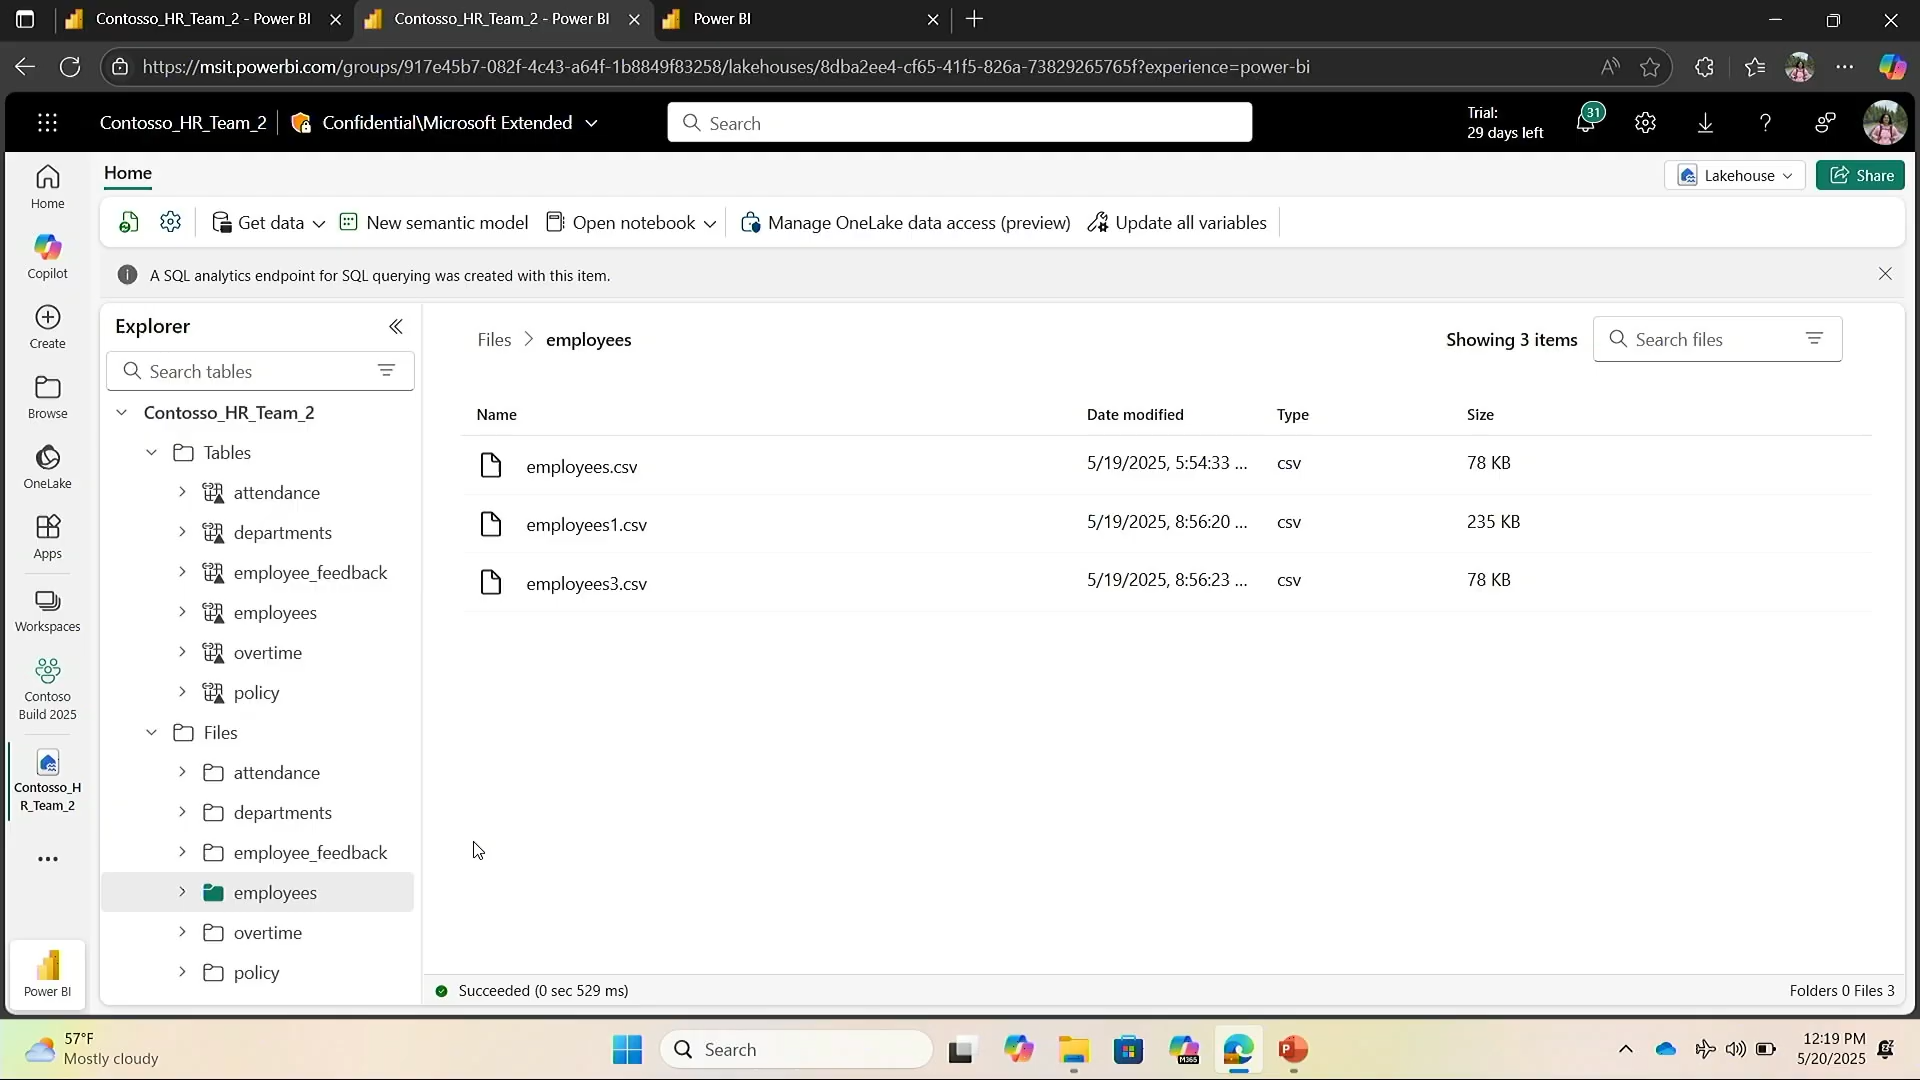 Contosso_HR_Team_2 - Power BI
Contosso_HR_Team_2 - Power BI
Power BI
https://msit.powerbi.com/groups/917e45b7-082f-4c43-a64f-1b8849f83258/lakehouses/8dba2ee4-cf65-41f5-826a-73829265765f?experience=power-bi
Contosso_HR_Team_2
Confidential\Microsoft Extended
Search
Trial:
29 days left
31
Home
Lakehouse
Share
Get data
New semantic model
Open notebook
Manage OneLake data access (preview)
Update all variables
A SQL analytics endpoint for SQL querying was created with this item.
Home
Copilot
Create
Browse
OneLake
Apps
Workspaces
Contoso
Build 2025
Contosso_H
R_Team_2
Power BI
Explorer
Search tables
Contosso_HR_Team_2
Tables
attendance
departments
employee_feedback
employees
overtime
policy
Files
attendance
departments
employee_feedback
employees
overtime
policy
Files > employees
Showing 3 items
Search files
Name Date modified Type Size
employees.csv 5/19/2025, 5:54:33 ... csv 78 KB
employees1.csv 5/19/2025, 8:56:20 ... csv 235 KB
employees3.csv 5/19/2025, 8:56:23 ... csv 78 KB
Succeeded (0 sec 529 ms)
Folders 0 Files 3
57°F
Mostly cloudy
Search
M365
12:19 PM
5/20/2025